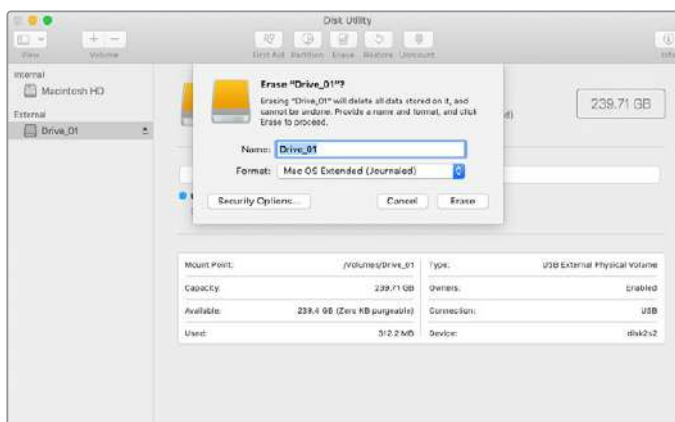 Disk Utility
View
Volume
First Aid Partition Erase Restore Unmount
Info
Internal
Macintosh HD
External
Drive_01
239.71 GB
Erase "Drive_01"?
Erasing "Drive_01" will delete all data stored on it, and
cannot be undone. Provide a name and format, and click
Erase to proceed.
Name: Drive_01
Format: Mac OS Extended (Journaled)
Security Options... Cancel Erase
Mount Point: /Volumes/Drive_01 Type: USB External Physical Volume
Capacity: 239.71 GB Owners: Enabled
Available: 239.4 GB (Zero KB purgeable) Connection: USB
Used: 312.2 MB Device: disk2s2